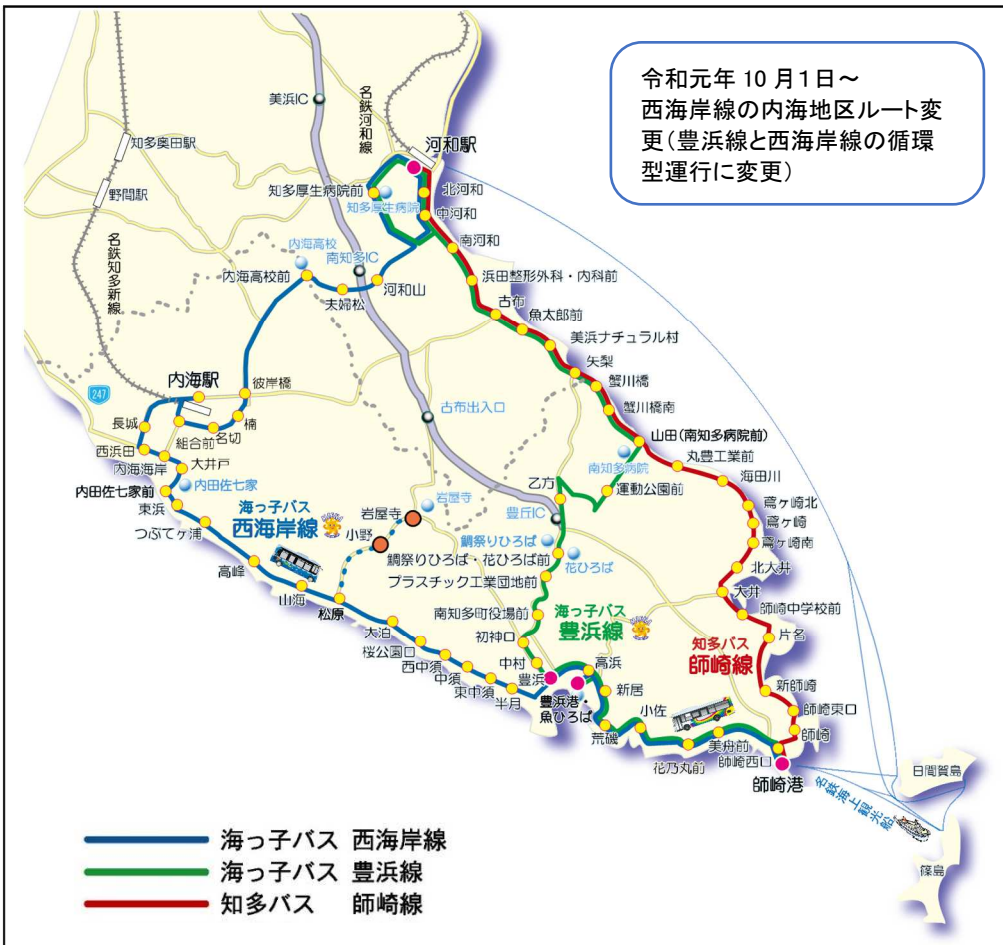 令和元年 10 月1日~
西海岸線の内海地区ルート変
更(豊浜線と西海岸線の循環
型運行に変更)
美浜IC
名鉄河和線
河和駅
知多奥田駅
野間駅
名鉄知多新線
知多厚生病院前
知多厚生病院
北河和
中河和
南河和
内海高校
南知多IC
内海高校前
河和山
夫婦松
浜田整形外科・内科前
古布
魚太郎前
美浜ナチュラル村
矢梨
蟹川橋
蟹川橋南
内海駅
彼岸橋
247
古布出入口
長城
組合前
名切
楠
西浜田
内海海岸
大井戸
山田(南知多病院前)
丸豊工業前
南知多病院
海田川
内田佐七家前
内田佐七家
乙方
運動公園前
東浜
鳶ヶ崎北
鳶ヶ崎
鳶ヶ崎南
つぶてヶ浦
海っ子バス
西海岸線
岩屋寺
岩屋寺
小野
豊丘IC
鯛祭りひろば
鯛祭りひろば・花ひろば前
花ひろば
北大井
高峰
プラスチック工業団地前
大井
山海
松原
南知多町役場前
海っ子バス
豊浜線
師崎中学校前
大泊
初神口
知多バス
師崎線
片名
桜公園口
西中須
中村
高浜
中須
豊浜
新居
新師崎
東中須
豊浜港・
魚ひろば
半月
小佐
師崎東口
荒磯
師崎
美舟前
花乃丸前
師崎西口
師崎港
日間賀島
名鉄海上観光船
篠島
海っ子バス 西海岸線
海っ子バス 豊浜線
知多バス 師崎線